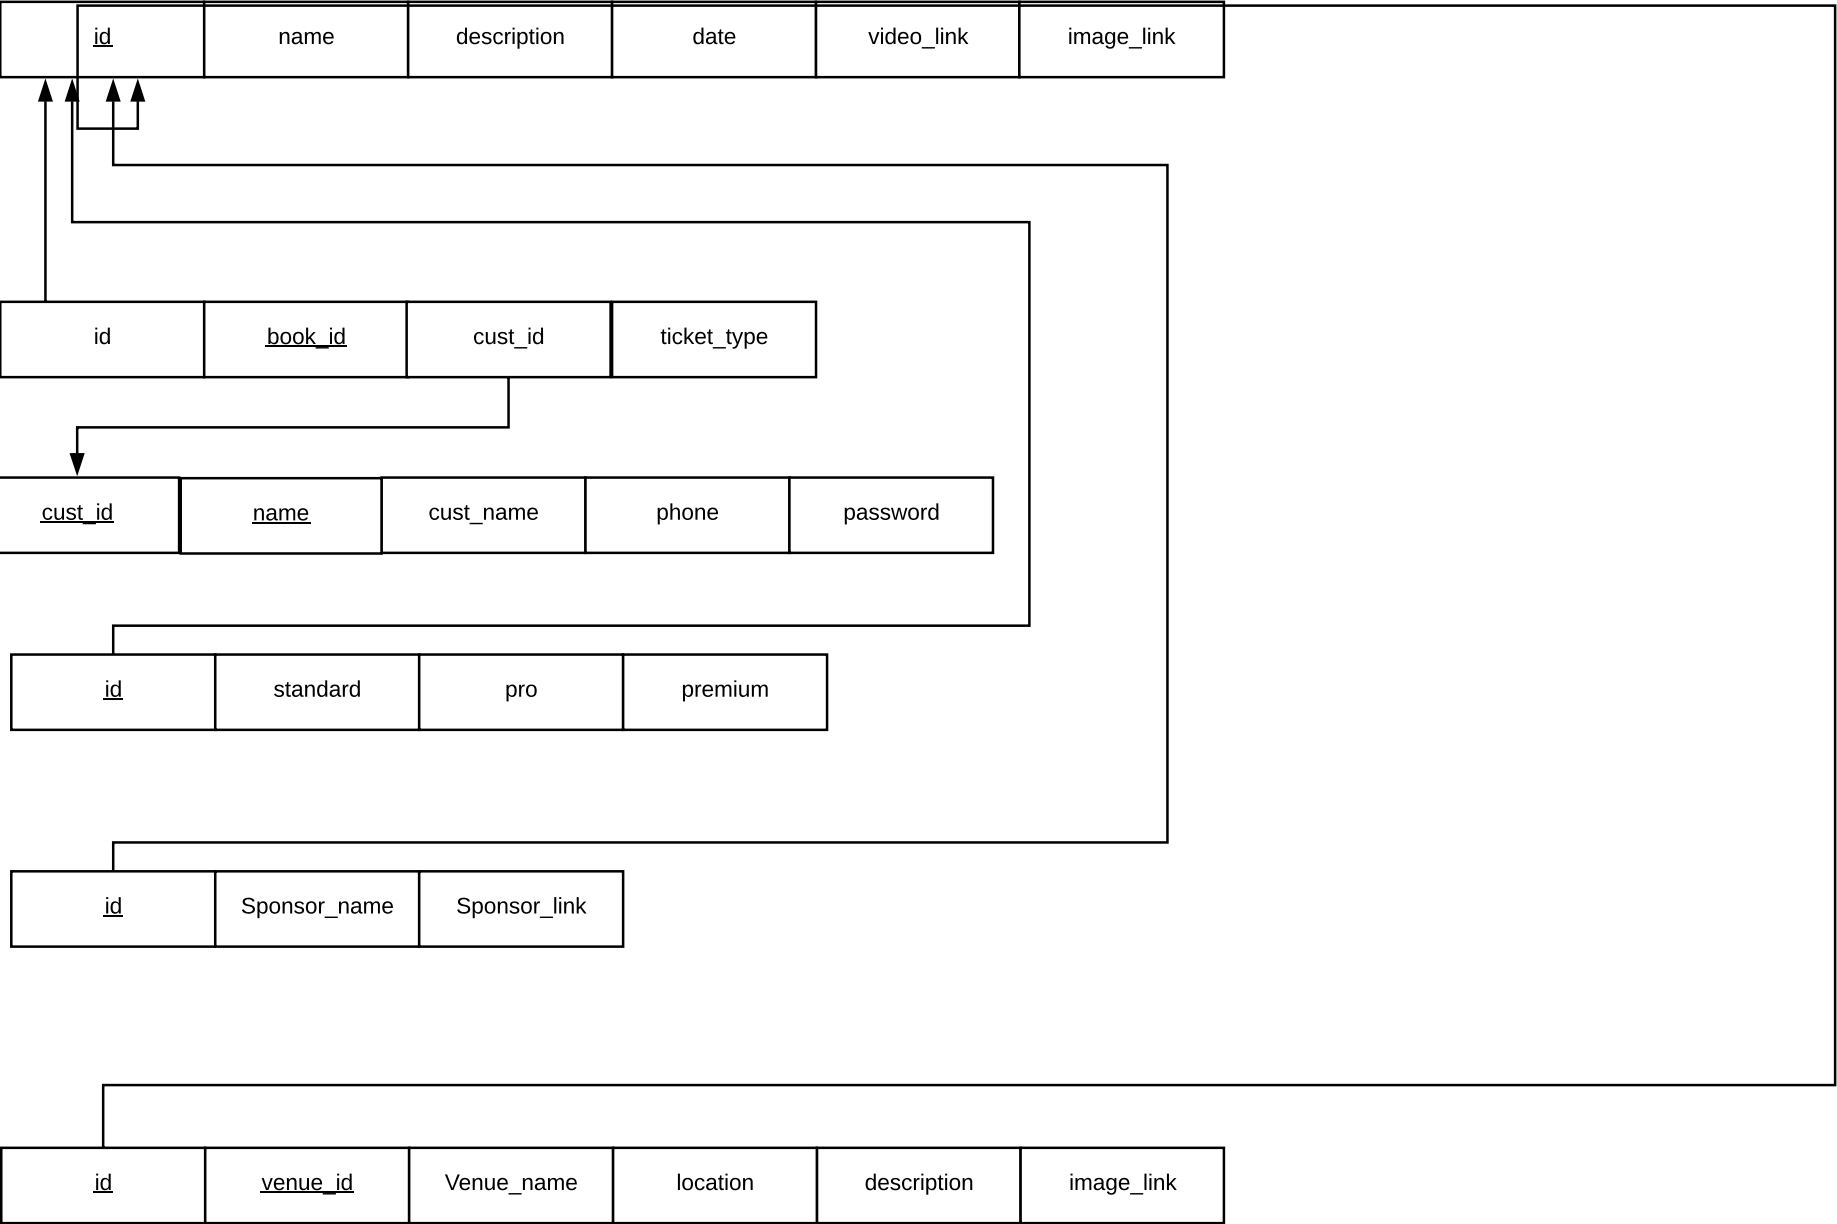 id name description date video_link image_link
id book_id cust_id ticket_type
cust_id name cust_name phone password
id standard pro premium
id Sponsor_name Sponsor_link
id venue_id Venue_name location description image_link